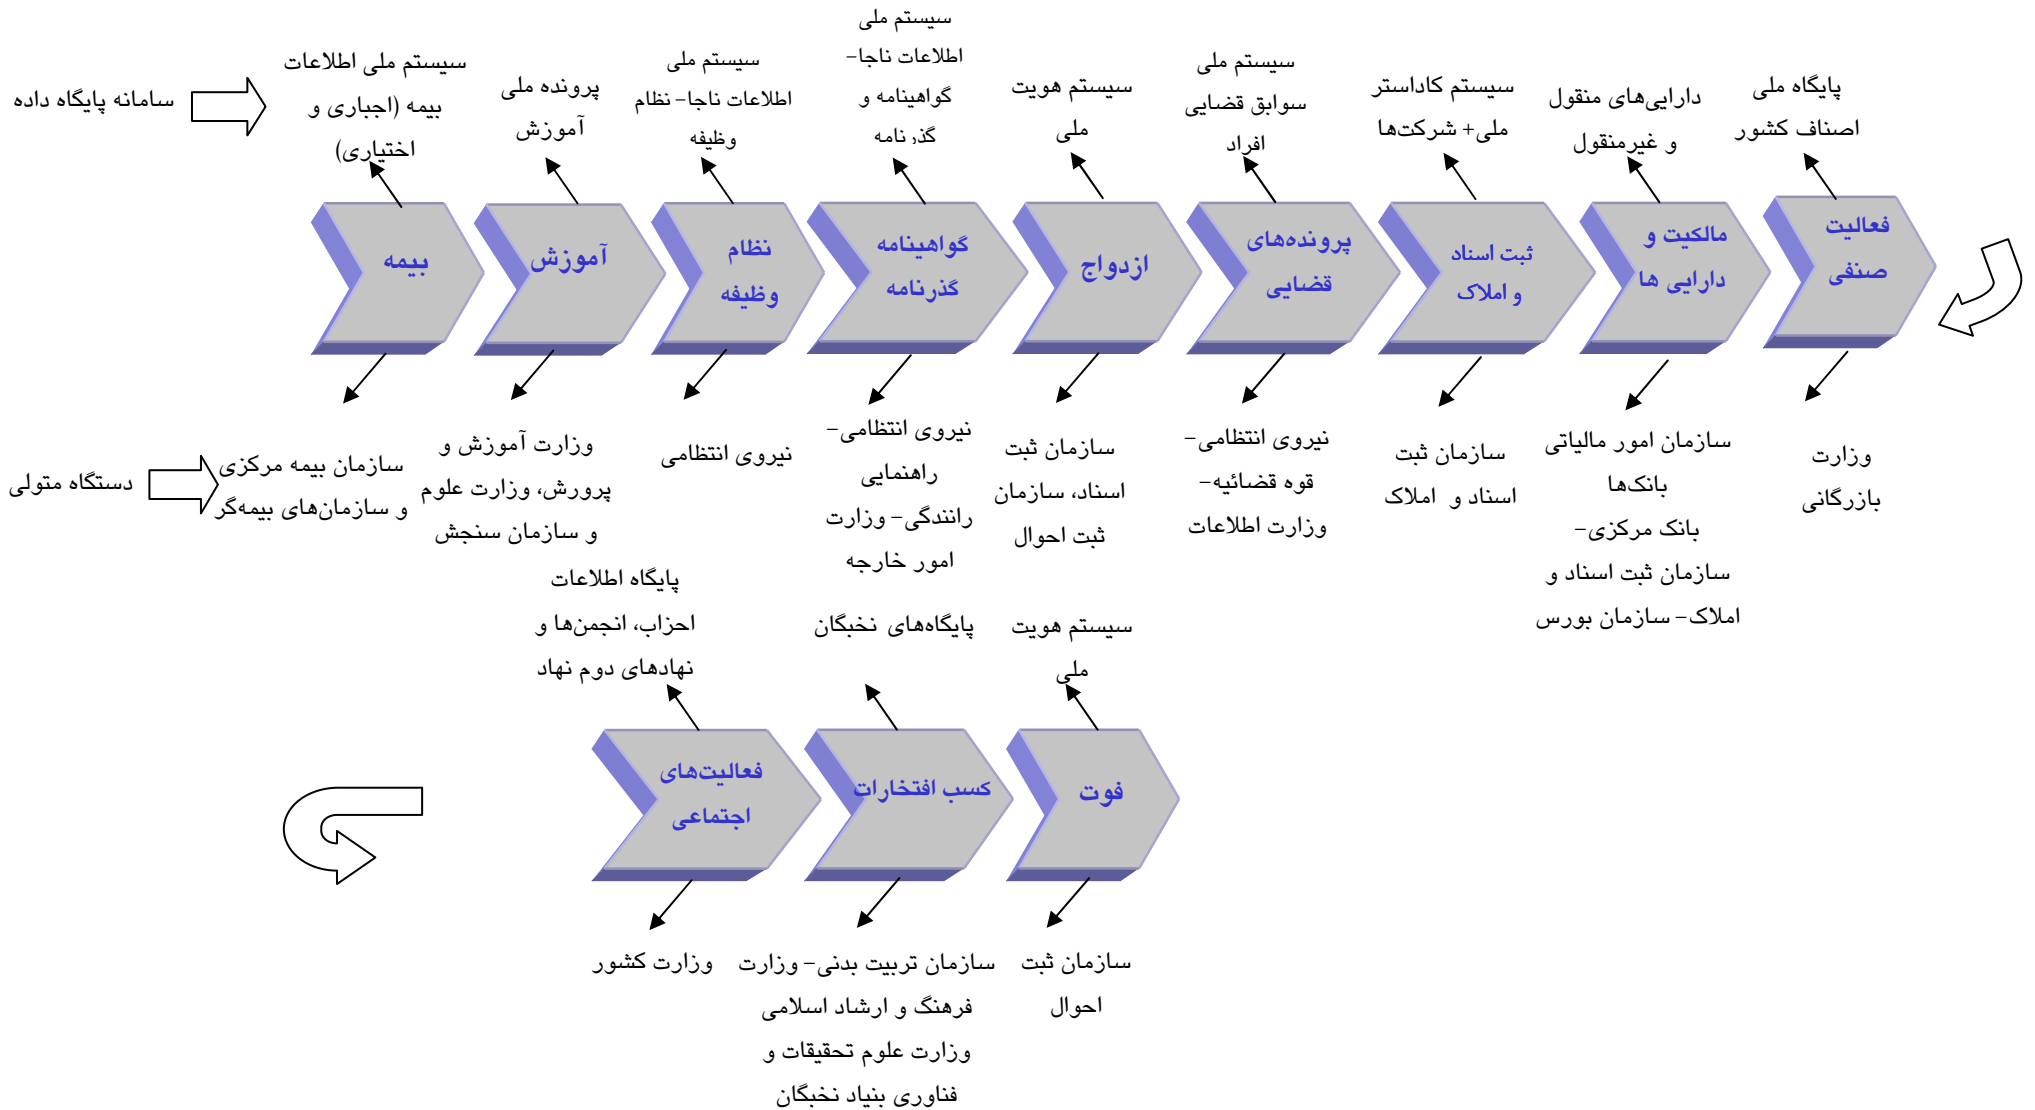 سامانه پایگاه داده
سیستم ملی اطلاعات
بیمه (اجباری و
اختیاری)
پرونده ملی
آموزش
سیستم ملی
اطلاعات ناجا- نظام
وظیفه
سیستم ملی
اطلاعات ناجا-
گواهینامه و
گذرنامه
سیستم هویت
ملی
سیستم ملی
سوابق قضایی
افراد
سیستم کاداستر
ملی+ شرکت‌ها
دارایی‌های منقول
و غیرمنقول
پایگاه ملی
اصناف کشور
بیمه
آموزش
نظام
وظیفه
گواهینامه
گذرنامه
ازدواج
پرونده‌های
قضایی
ثبت اسناد
و املاک
مالکیت و
دارایی ها
فعالیت
صنفی
دستگاه متولی
سازمان بیمه مرکزی
و سازمان‌های بیمه‌گر
وزارت آموزش و
پرورش، وزارت علوم
و سازمان سنجش
نیروی انتظامی
نیروی انتظامی-
راهنمایی
رانندگی- وزارت
امور خارجه
سازمان ثبت
اسناد، سازمان
ثبت احوال
نیروی انتظامی-
قوه قضائیه-
وزارت اطلاعات
سازمان ثبت
اسناد و املاک
سازمان امور مالیاتی
بانک‌ها
بانک مرکزی-
سازمان ثبت اسناد و
املاک- سازمان بورس
وزارت
بازرگانی
پایگاه اطلاعات
احزاب، انجمن‌ها و
نهادهای دوم نهاد
پایگاه‌های نخبگان
سیستم هویت
ملی
فعالیت‌های
اجتماعی
کسب افتخارات
فوت
وزارت کشور
سازمان تربیت بدنی- وزارت
فرهنگ و ارشاد اسلامی
وزارت علوم تحقیقات و
فناوری بنیاد نخبگان
سازمان ثبت
احوال